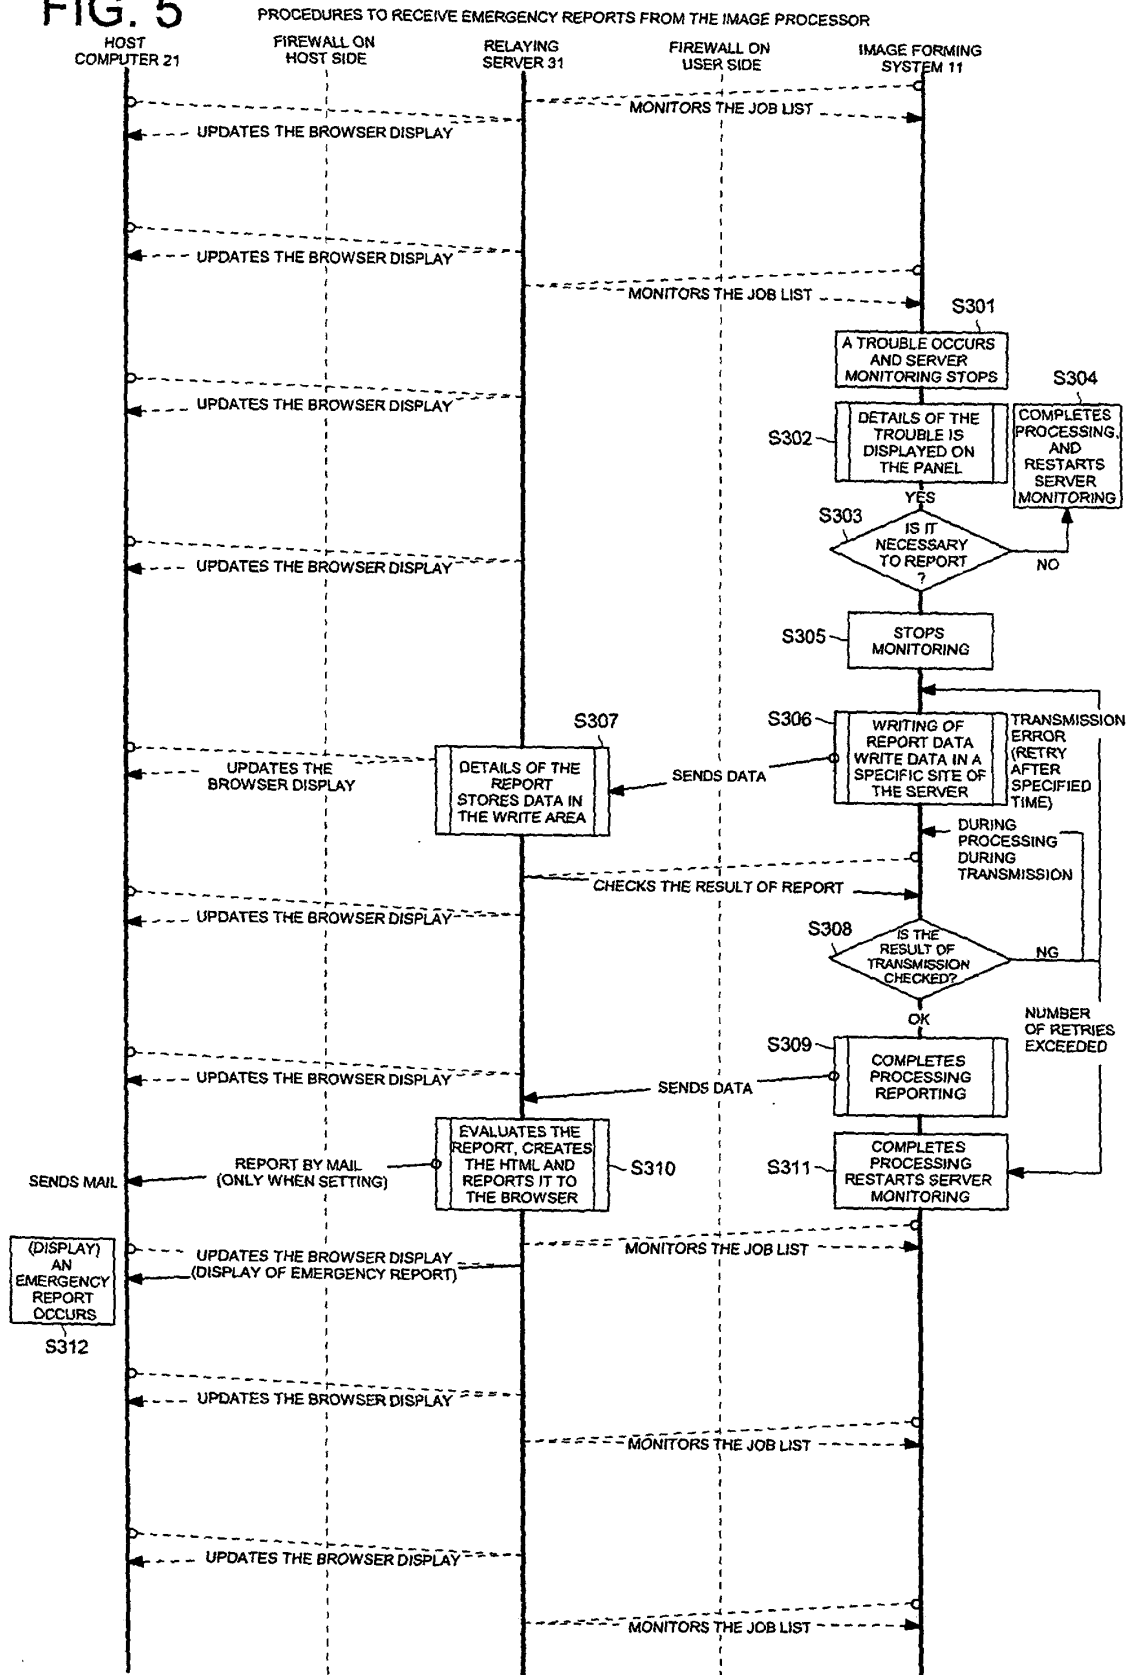 FIG. 5
PROCEDURES TO RECEIVE EMERGENCY REPORTS FROM THE IMAGE PROCESSOR
HOST
COMPUTER 21
FIREWALL ON
HOST SIDE
RELAYING
SERVER 31
FIREWALL ON
USER SIDE
IMAGE FORMING
SYSTEM 11
MONITORS THE JOB LIST
UPDATES THE BROWSER DISPLAY
UPDATES THE BROWSER DISPLAY
MONITORS THE JOB LIST
S301
A TROUBLE OCCURS
AND SERVER
MONITORING STOPS
UPDATES THE BROWSER DISPLAY
S304
COMPLETES
PROCESSING,
AND
RESTARTS
SERVER
MONITORING
S302
DETAILS OF THE
TROUBLE IS
DISPLAYED ON
THE PANEL
YES
S303
IS IT
NECESSARY
TO REPORT
?
NO
UPDATES THE BROWSER DISPLAY
S305
STOPS
MONITORING
S306
WRITING OF
REPORT DATA
WRITE DATA IN A
SPECIFIC SITE OF
THE SERVER
TRANSMISSION
ERROR
(RETRY
AFTER
SPECIFIED
TIME)
S307
DETAILS OF THE
REPORT
STORES DATA IN
THE WRITE AREA
SENDS DATA
UPDATES THE
BROWSER DISPLAY
DURING
PROCESSING
DURING
TRANSMISSION
CHECKS THE RESULT OF REPORT
UPDATES THE BROWSER DISPLAY
S308
IS THE
RESULT OF
TRANSMISSION
CHECKED?
NG
OK
NUMBER
OF RETRIES
EXCEEDED
S309
COMPLETES
PROCESSING
REPORTING
UPDATES THE BROWSER DISPLAY
SENDS DATA
EVALUATES THE
REPORT, CREATES
THE HTML AND
REPORTS IT TO
THE BROWSER
S310
S311
COMPLETES
PROCESSING
RESTARTS SERVER
MONITORING
REPORT BY MAIL
(ONLY WHEN SETTING)
SENDS MAIL
UPDATES THE BROWSER DISPLAY
(DISPLAY OF EMERGENCY REPORT)
MONITORS THE JOB LIST
(DISPLAY)
AN
EMERGENCY
REPORT
OCCURS
S312
UPDATES THE BROWSER DISPLAY
MONITORS THE JOB LIST
UPDATES THE BROWSER DISPLAY
MONITORS THE JOB LIST